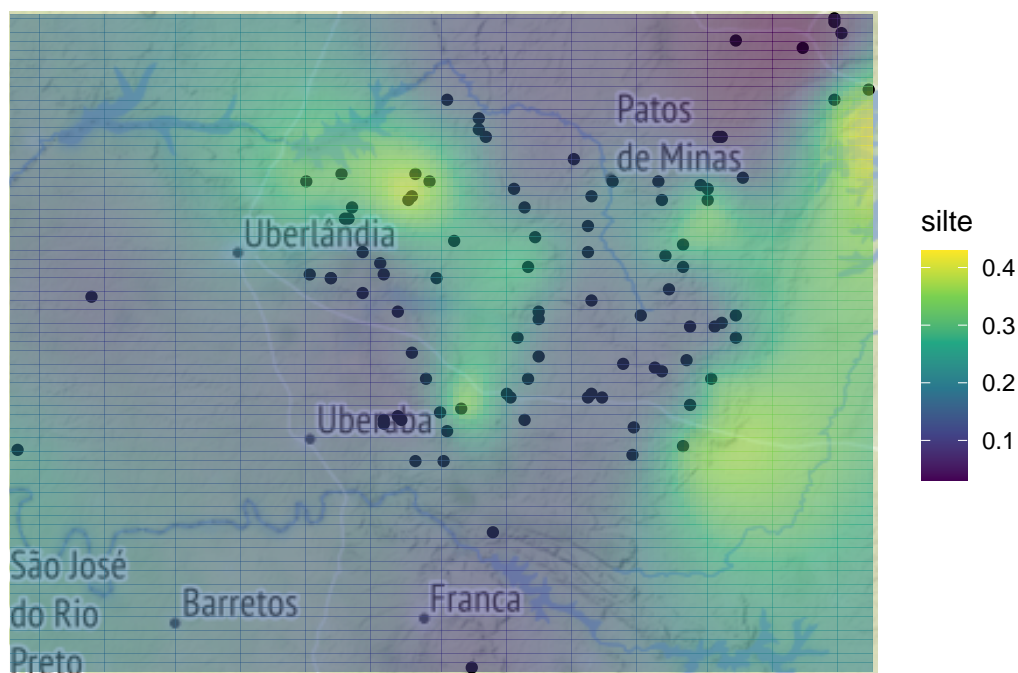 Patos
de Minas
Uberlândia
Uberaba
São José
do Rio
Preto
Barretos
Franca
silte
0.4
0.3
0.2
0.1